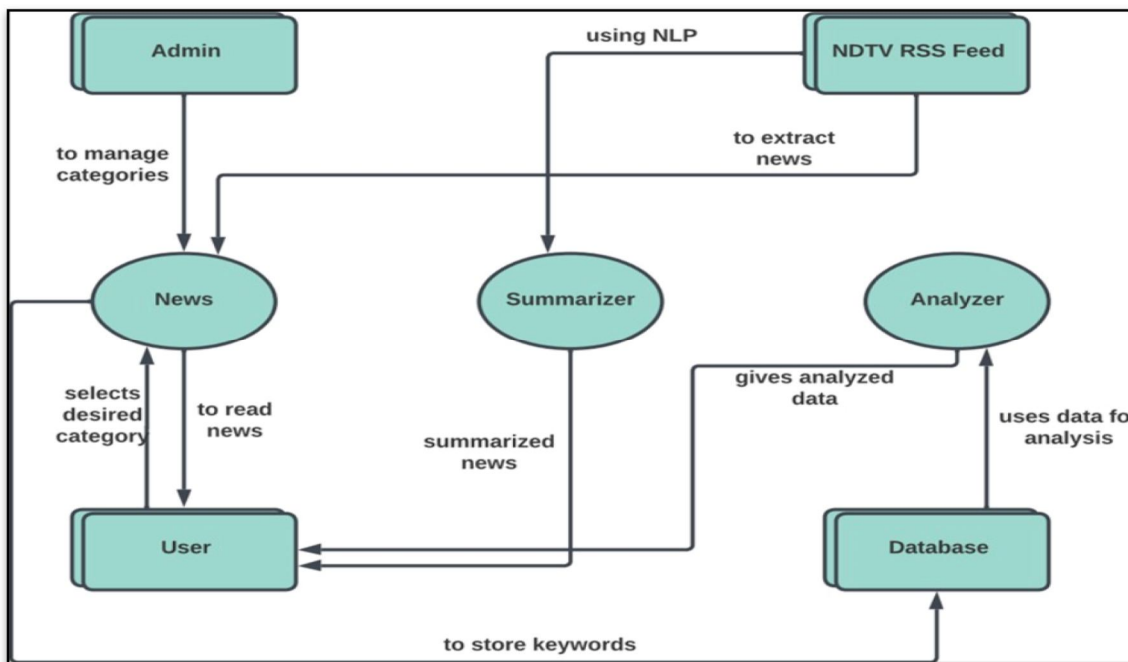 Admin
using NLP
NDTV RSS Feed
to manage
categories
to extract
news
News
Summarizer
Analyzer
selects
desired
category
to read
news
summarized
news
gives analyzed
data
uses data fo
analysis
User
Database
to store keywords